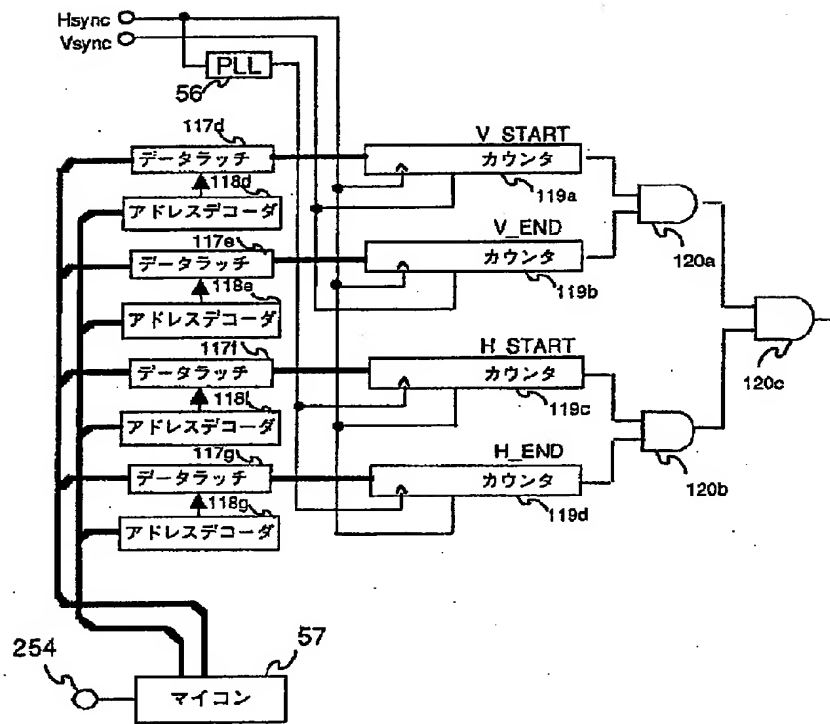 Hsync
Vsync
PLL
56
117d
V_START
データラッチ
カウンタ
118d
119a
アドレスデコーダ
120a
117e
V_END
データラッチ
カウンタ
118e
119b
アドレスデコーダ
120c
117f
H_START
データラッチ
カウンタ
118f
119c
アドレスデコーダ
120b
117g
H_END
データラッチ
カウンタ
118g
119d
アドレスデコーダ
254
57
マイコン